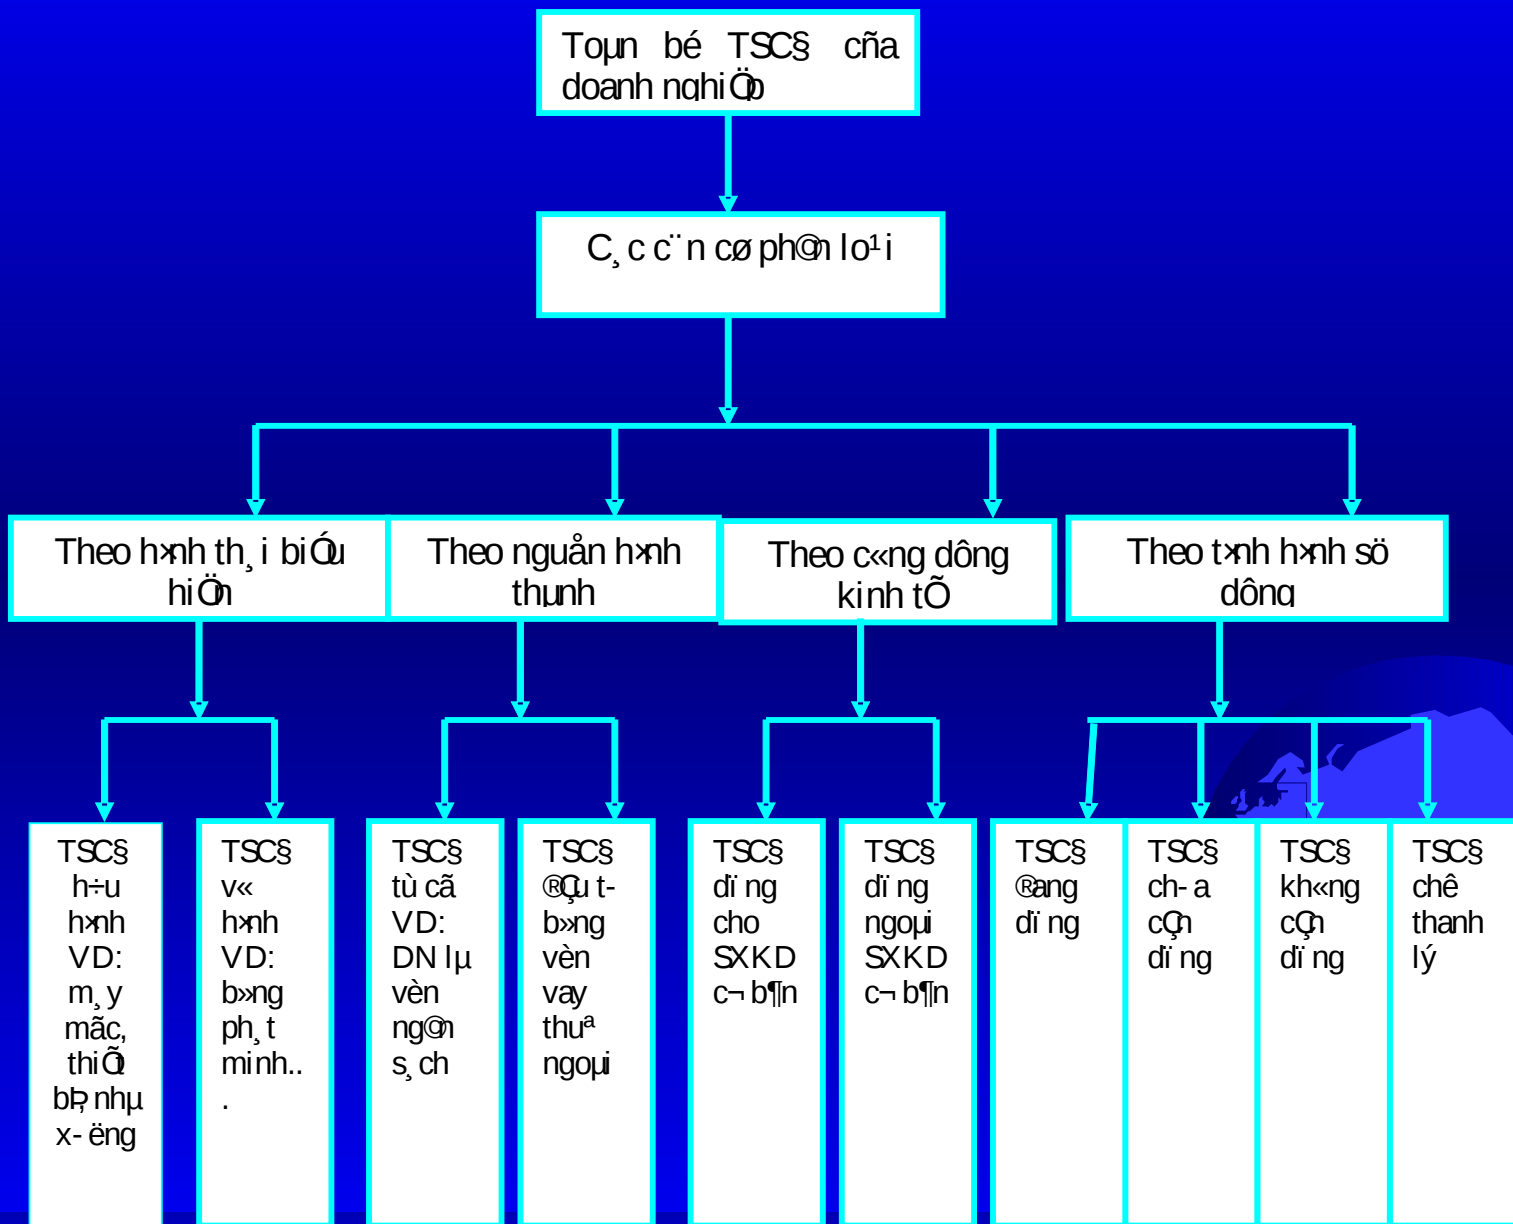 Toµn bé TSC§ cña
doanh nghiÖp
C¸c c¨n cø ph©n lo¹i
Theo h×nh th¸i biÓu
hiÖn
Theo nguån h×nh
thµnh
Theo c«ng dông
kinh tÕ
Theo t×nh h×nh sö
dông
TSC§
h÷u
h×nh
VD:
m¸y
mãc,
thiÕt
bÞ, nhµ
x-ëng
TSC§
v«
h×nh
VD:
b»ng
ph¸t
minh..
.
TSC§
tù cã
VD:
DN lµ
vèn
ng©n
s¸ch
TSC§
®Çu t-
b»ng
vèn
vay
thuª
ngoµi
TSC§
dïng
cho
SXKD
c¬ b¶n
TSC§
dïng
ngoµi
SXKD
c¬ b¶n
TSC§
®ang
dïng
TSC§
ch-a
cÇn
dïng
TSC§
kh«ng
cÇn
dïng
TSC§
chê
thanh
lý